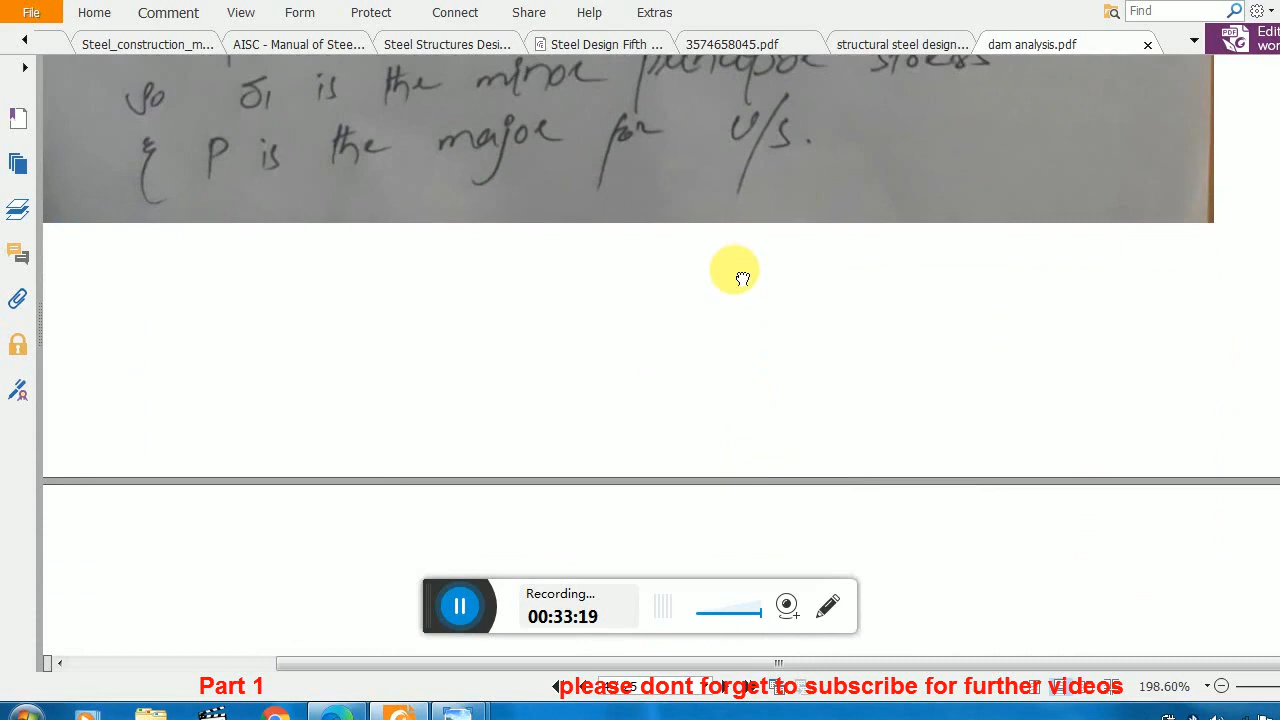 File Home Comment View Form Protect Connect Share Help Extras Find
Steel_construction_m... AISC - Manual of Stee... Steel Structures Desi... Steel Design Fifth ... 3574658045.pdf structural steel design... dam analysis.pdf Edit
wor
so σ1 is the minor principal stress
{ P is the major for U/S.
Recording...
00:33:19
Part 1 please dont forget to subscribe for further videos 198.60%